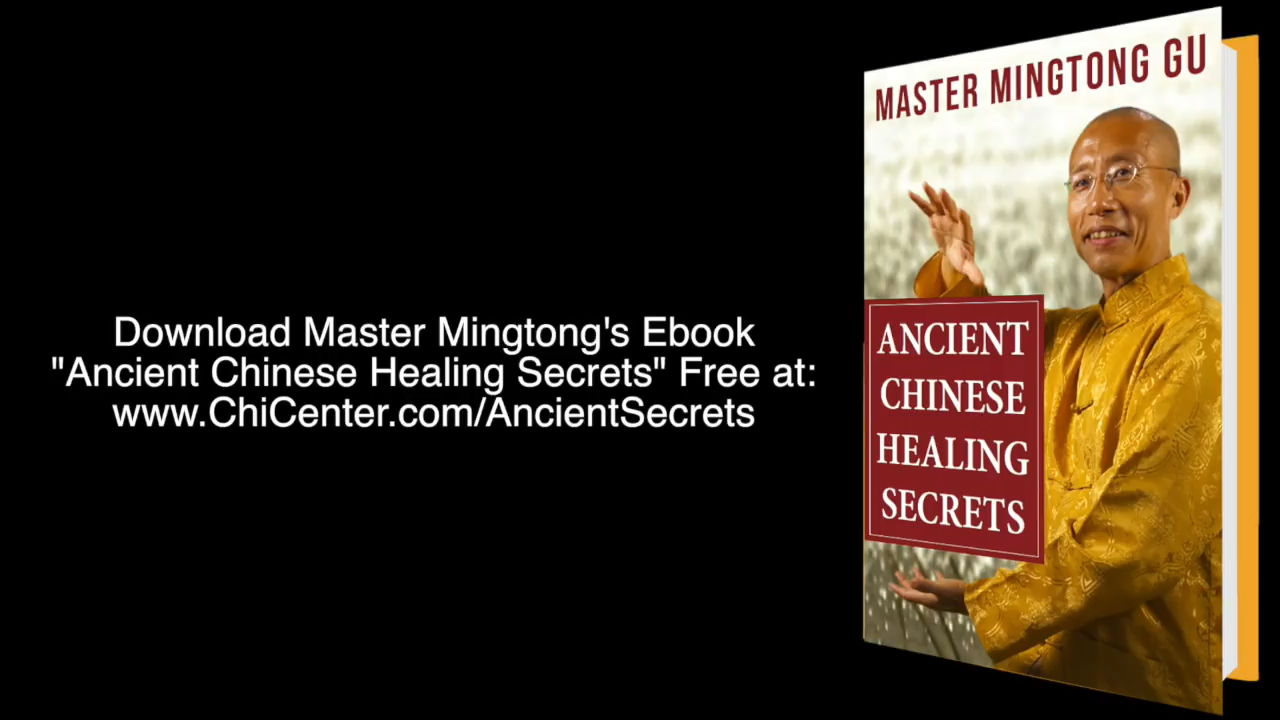 Download Master Mingtong's Ebook
"Ancient Chinese Healing Secrets" Free at:
www.ChiCenter.com/AncientSecrets
MASTER MINGTONG GU
ANCIENT
CHINESE
HEALING
SECRETS